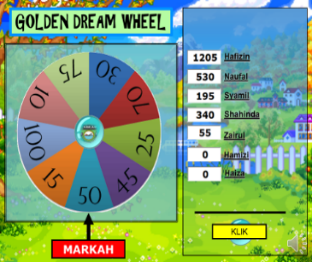 GOLDEN DREAM WHEEL
75
30
10
70
100
25
15
45
50
MARKAH
1205 Hafizin
530 Naufal
195 Syamil
340 Shahinda
55 Zairul
0 Hamizi
0 Haiza
KLIK